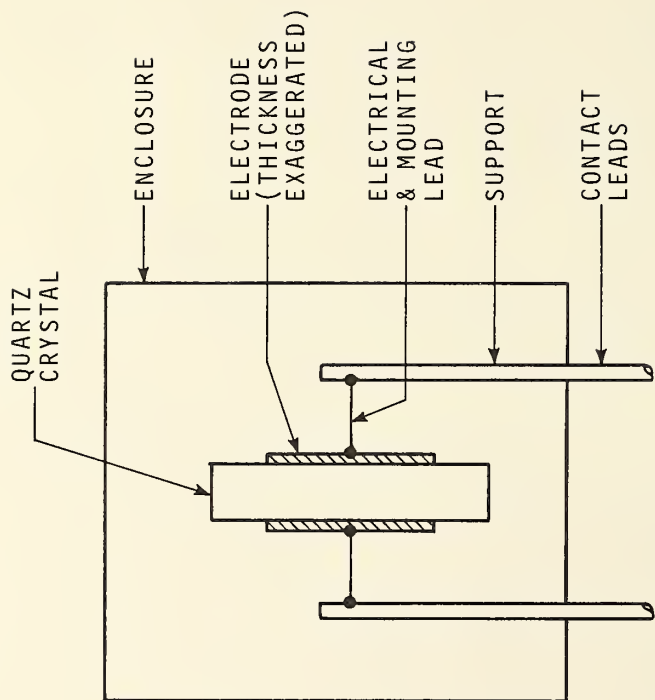 QUARTZ
CRYSTAL
ENCLOSURE
ELECTRODE
(THICKNESS
EXAGGERATED)
ELECTRICAL
& MOUNTING
LEAD
SUPPORT
CONTACT
LEADS